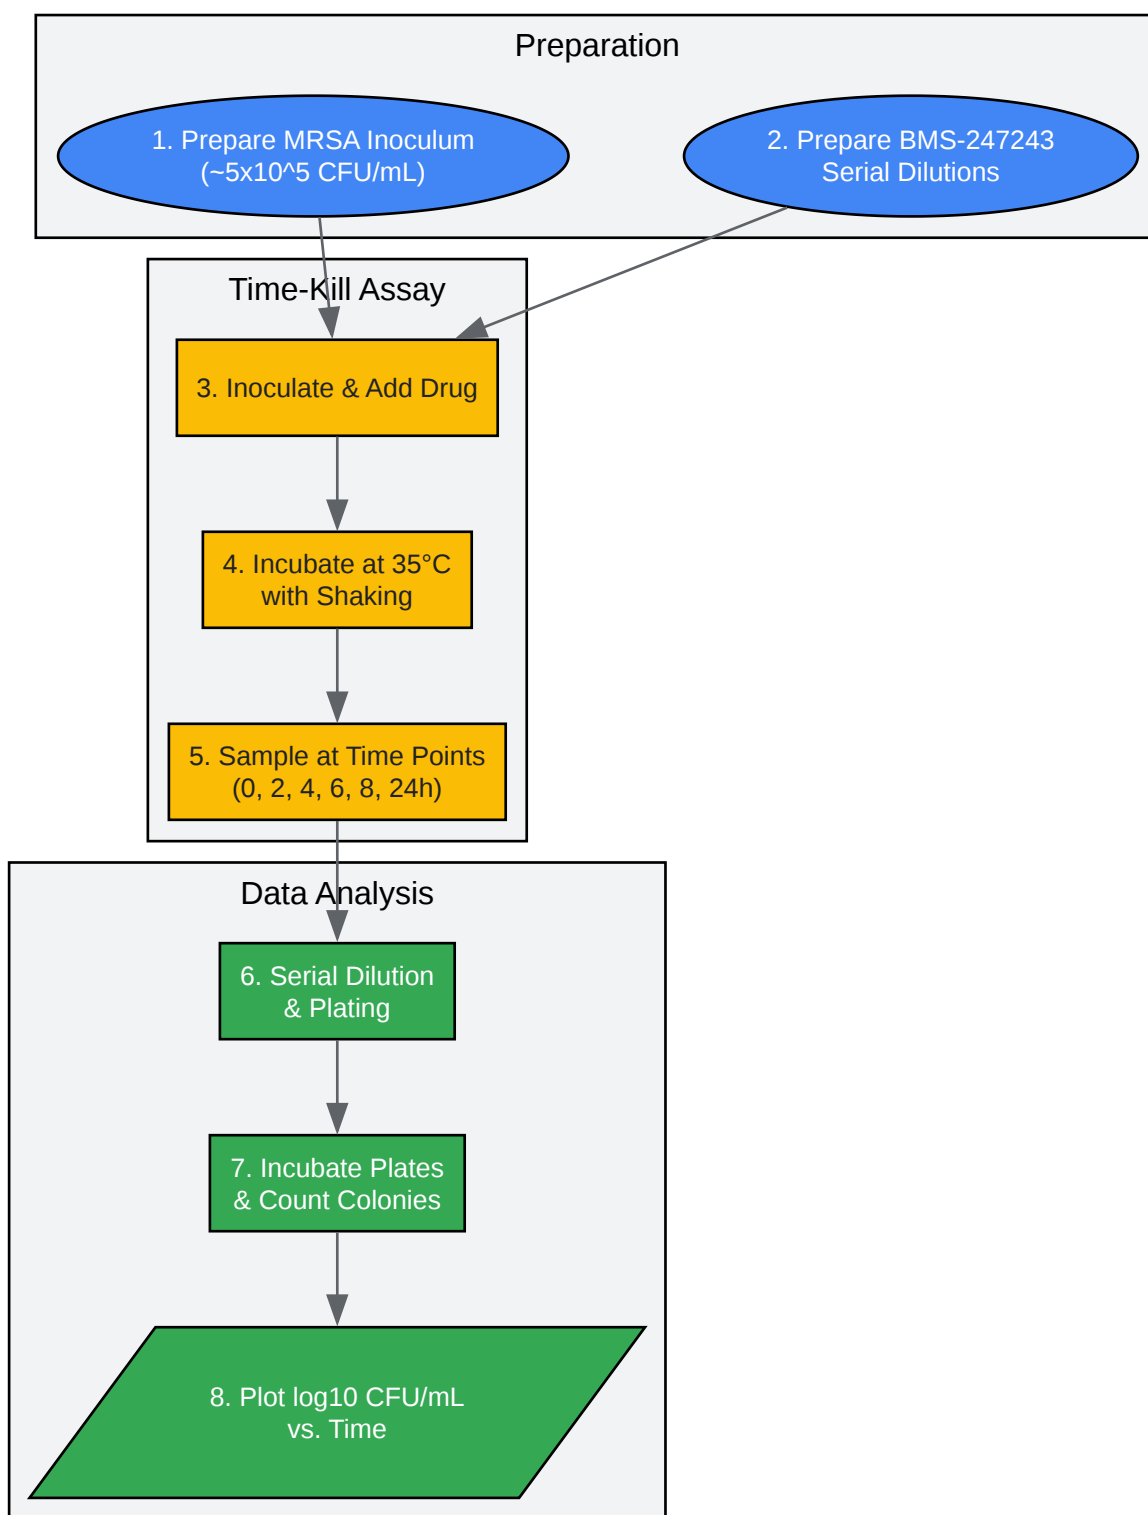 Preparation
1. Prepare MRSA Inoculum
(~5x10^5 CFU/mL)
2. Prepare BMS-247243
Serial Dilutions
Time-Kill Assay
3. Inoculate & Add Drug
4. Incubate at 35°C
with Shaking
5. Sample at Time Points
(0, 2, 4, 6, 8, 24h)
Data Analysis
6. Serial Dilution
& Plating
7. Incubate Plates
& Count Colonies
8. Plot log10 CFU/mL
vs. Time